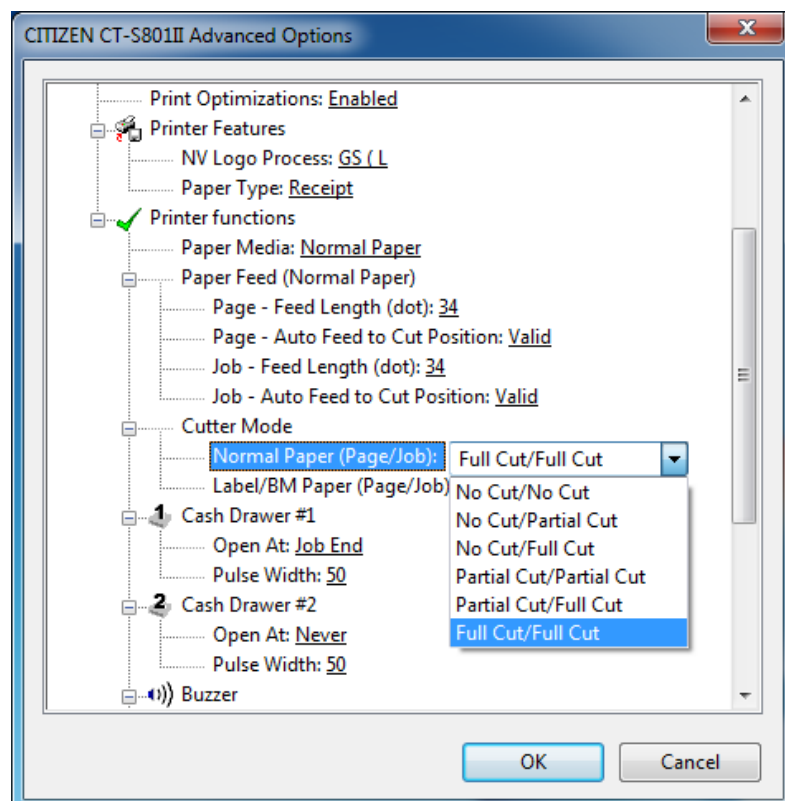 CITIZEN CT-S801II Advanced Options
Print Optimizations: Enabled
Printer Features
NV Logo Process: GS ( L
Paper Type: Receipt
Printer functions
Paper Media: Normal Paper
Paper Feed (Normal Paper)
Page - Feed Length (dot): 34
Page - Auto Feed to Cut Position: Valid
Job - Feed Length (dot): 34
Job - Auto Feed to Cut Position: Valid
Cutter Mode
Normal Paper (Page/Job): Full Cut/Full Cut
Label/BM Paper (Page/Job) No Cut/No Cut
No Cut/Partial Cut
No Cut/Full Cut
Partial Cut/Partial Cut
Partial Cut/Full Cut
Full Cut/Full Cut
1 Cash Drawer #1
Open At: Job End
Pulse Width: 50
2 Cash Drawer #2
Open At: Never
Pulse Width: 50
Buzzer
OK Cancel